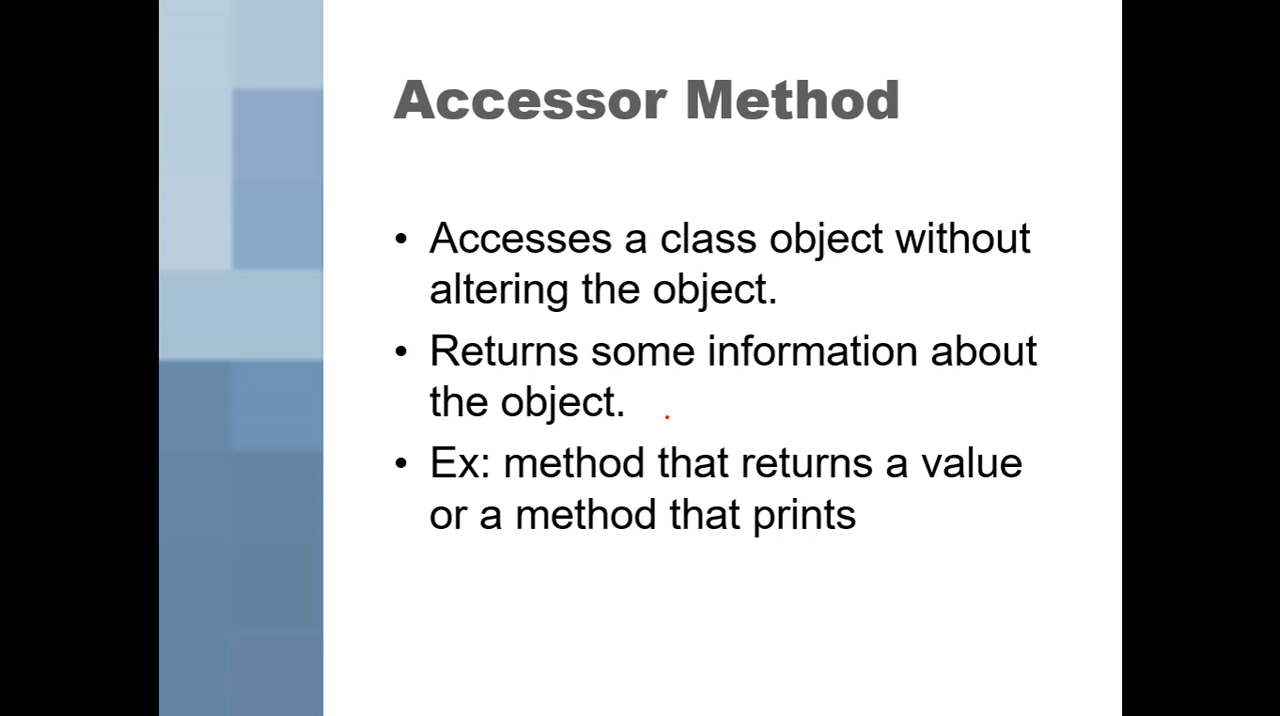 Accessor Method
• Accesses a class object without
altering the object.
• Returns some information about
the object.
• Ex: method that returns a value
or a method that prints